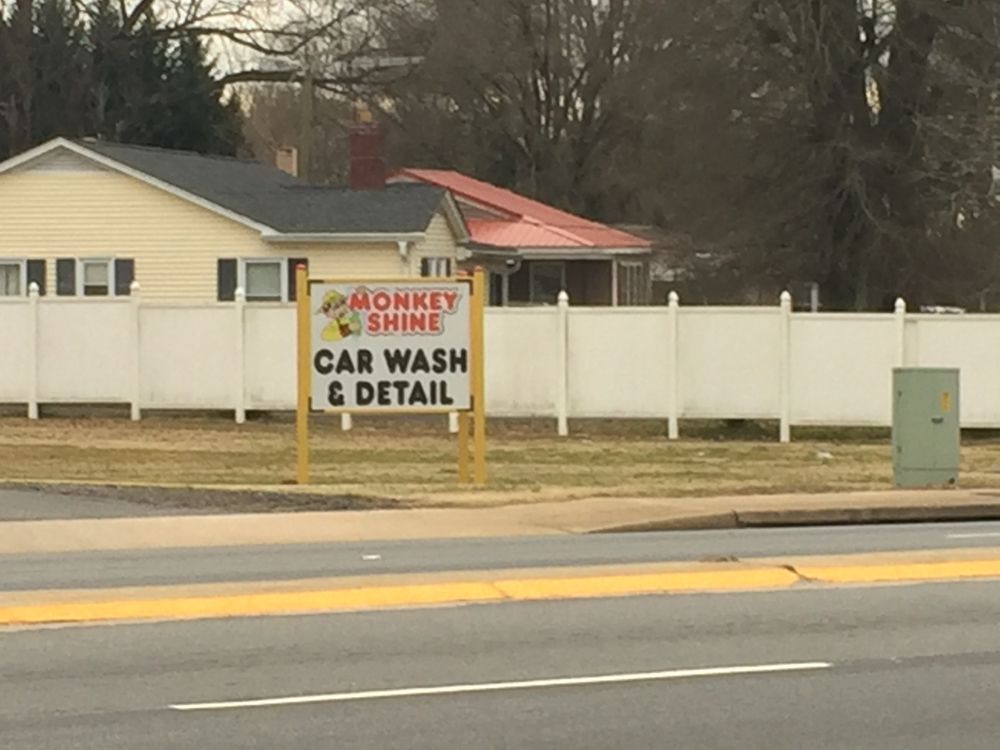 MONKEY
SHINE
CAR WASH
& DETAIL